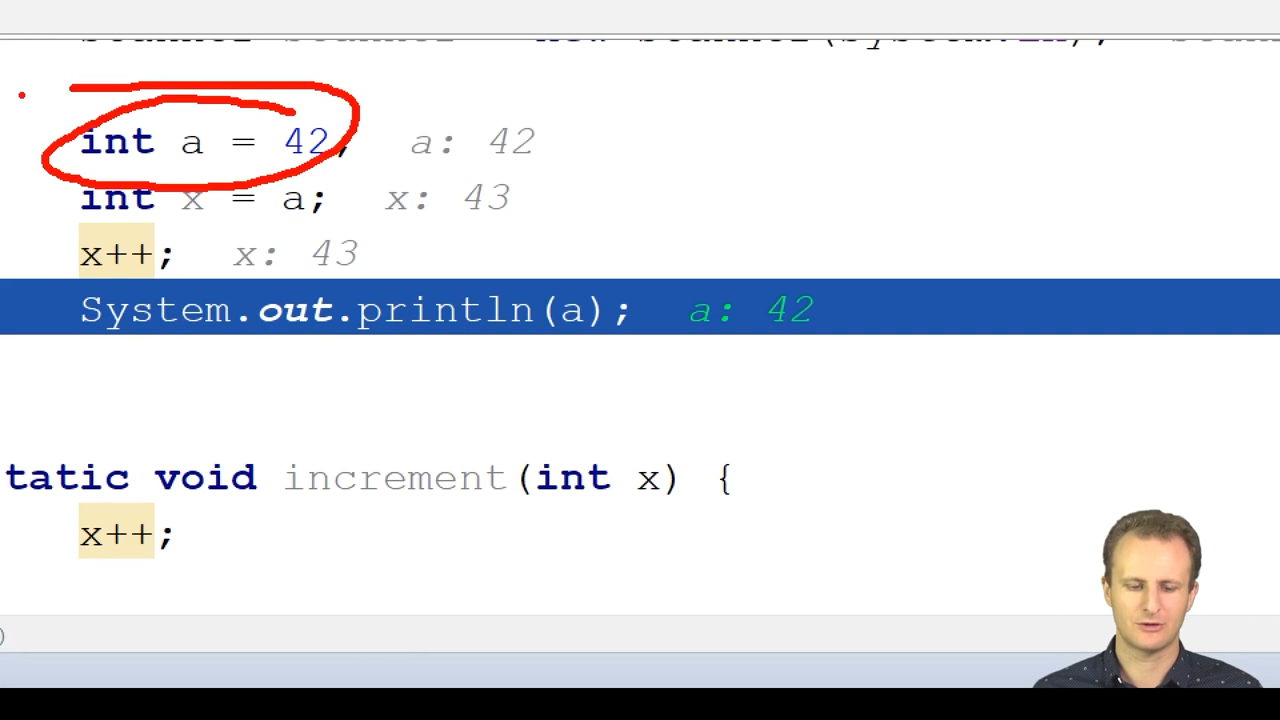 int a = 42; a: 42
int x = a; x: 43
x++; x: 43
System.out.println(a); a: 42
tatic void increment(int x) {
x++;
)